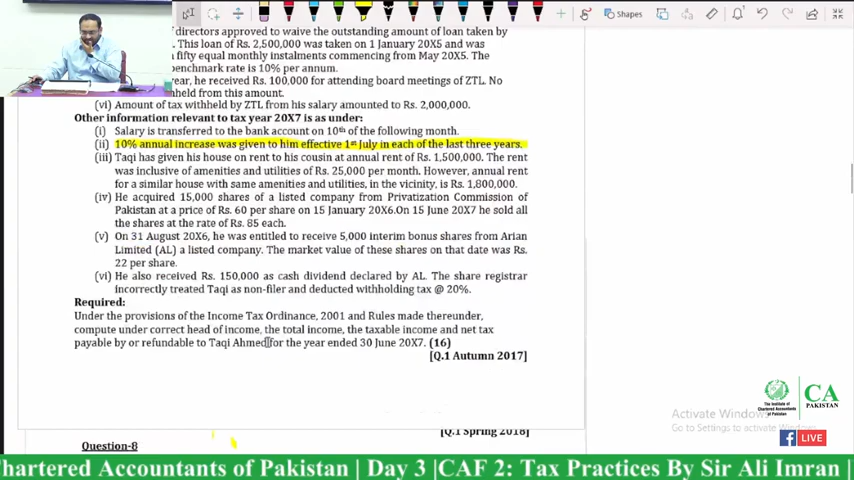 Shapes
directors approved to waive the outstanding amount of loan taken by
. This loan of Rs. 2,500,000 was taken on 1 January 20X5 and was
fifty equal monthly instalments commencing from May 20X5. The
benchmark rate is 10% per annum.
year, he received Rs. 100,000 for attending board meetings of ZTL. No
withheld from this amount.
(vi) Amount of tax withheld by ZTL from his salary amounted to Rs. 2,000,000.
Other information relevant to tax year 20X7 is as under:
(i) Salary is transferred to the bank account on 10th of the following month.
(ii) 10% annual increase was given to him effective 1st July in each of the last three years.
(iii) Taqi has given his house on rent to his cousin at annual rent of Rs. 1,500,000. The rent
was inclusive of amenities and utilities of Rs. 25,000 per month. However, annual rent
for a similar house with same amenities and utilities, in the vicinity, is Rs. 1,800,000.
(iv) He acquired 15,000 shares of a listed company from Privatization Commission of
Pakistan at a price of Rs. 60 per share on 15 January 20X6.On 15 June 20X7 he sold all
the shares at the rate of Rs. 85 each.
(v) On 31 August 20X6, he was entitled to receive 5,000 interim bonus shares from Arian
Limited (AL) a listed company. The market value of these shares on that date was Rs.
22 per share.
(vi) He also received Rs. 150,000 as cash dividend declared by AL. The share registrar
incorrectly treated Taqi as non-filer and deducted withholding tax @ 20%.
Required:
Under the provisions of the Income Tax Ordinance, 2001 and Rules made thereunder,
compute under correct head of income, the total income, the taxable income and net tax
payable by or refundable to Taqi Ahmed for the year ended 30 June 20X7. (16)
[Q.1 Autumn 2017]
[Q.1 Spring 2018]
Question-8
Activate Windows
Go to Settings to activate Windows.
The Institute of
Chartered Accountants
of Pakistan
CA
PAKISTAN
LIVE
Chartered Accountants of Pakistan | Day 3 |CAF 2: Tax Practices By Sir Ali Imran |